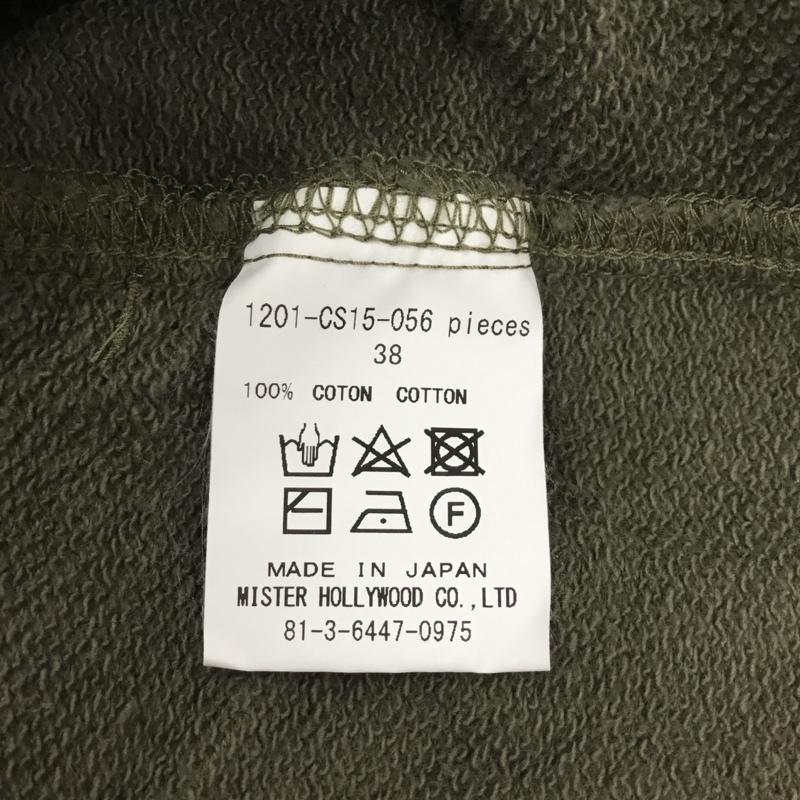 1201-CS15-056 pieces
38
100% COTON COTTON
F
MADE IN JAPAN
MISTER HOLLYWOOD CO.,LTD
81-3-6447-0975